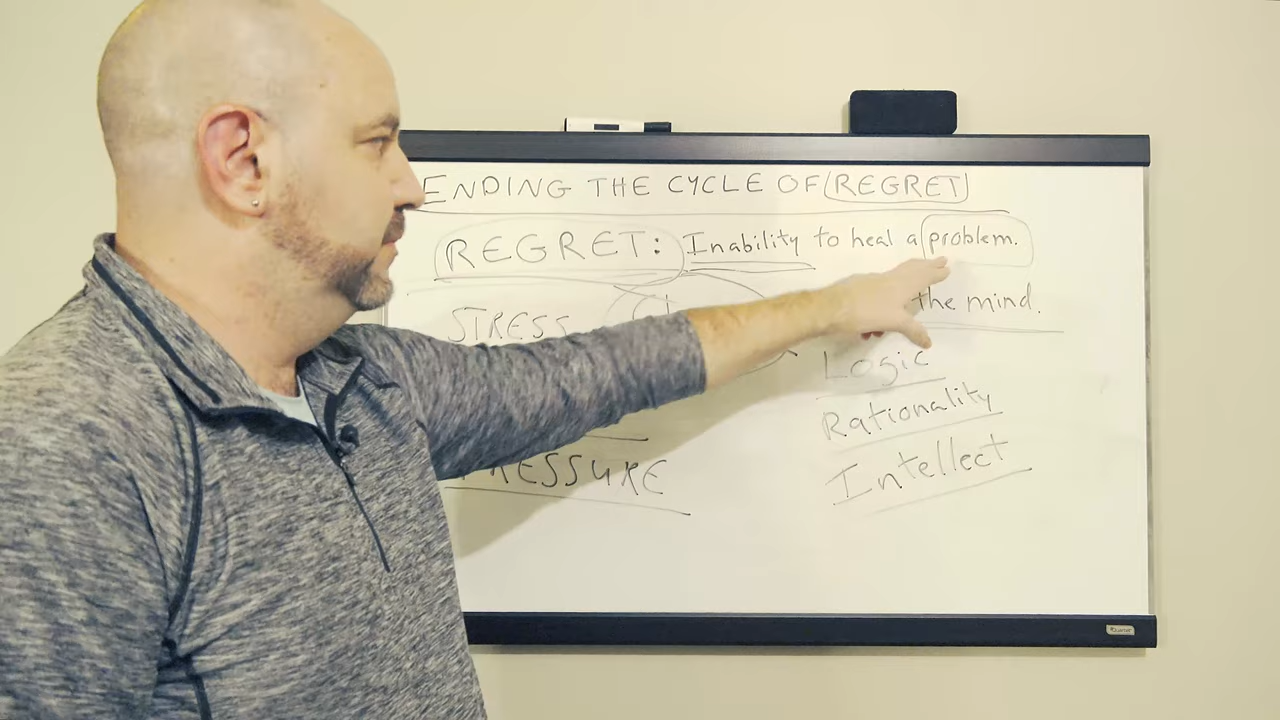 ENDING THE CYCLE OF REGRET
REGRET: Inability to heal a problem.
the mind.
STRESS
Logic
Rationality
PRESSURE
Intellect